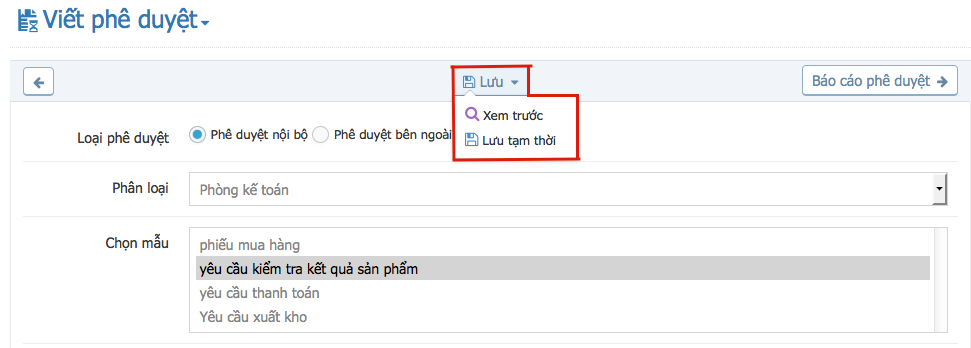 Viết phê duyệt
Lưu
Báo cáo phê duyệt
Xem trước
Lưu tạm thời
Loại phê duyệt
Phê duyệt nội bộ
Phê duyệt bên ngoài
Phân loại
Phòng kế toán
Chọn mẫu
phiếu mua hàng
yêu cầu kiểm tra kết quả sản phẩm
yêu cầu thanh toán
Yêu cầu xuất kho